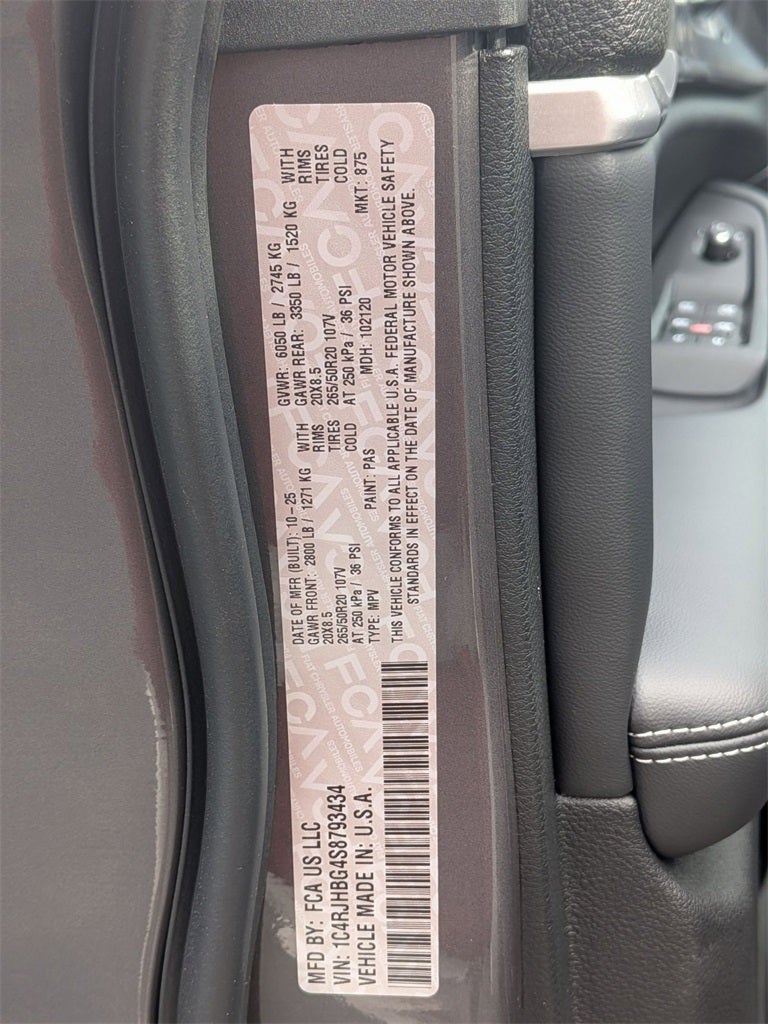 MFD BY: FCA US LLC
VIN: 1C4RJHBG4S8793434
VEHICLE MADE IN: U.S.A.
DATE OF MFR (BUILT): 10-25 GVWR: 6050 LB / 2745 KG
GAWR FRONT: 2800 LB / 1271 KG WITH GAWR REAR: 3350 LB / 1520 KG WITH
20X8.5 RIMS 20X8.5 RIMS
265/50R20 107V TIRES 265/50R20 107V TIRES
AT 250 kPa / 36 PSI COLD AT 250 kPa / 36 PSI COLD
TYPE: MPV PAINT: PAS MDH: 102120 MKT: 875
THIS VEHICLE CONFORMS TO ALL APPLICABLE U.S.A. FEDERAL MOTOR VEHICLE SAFETY
STANDARDS IN EFFECT ON THE DATE OF MANUFACTURE SHOWN ABOVE.